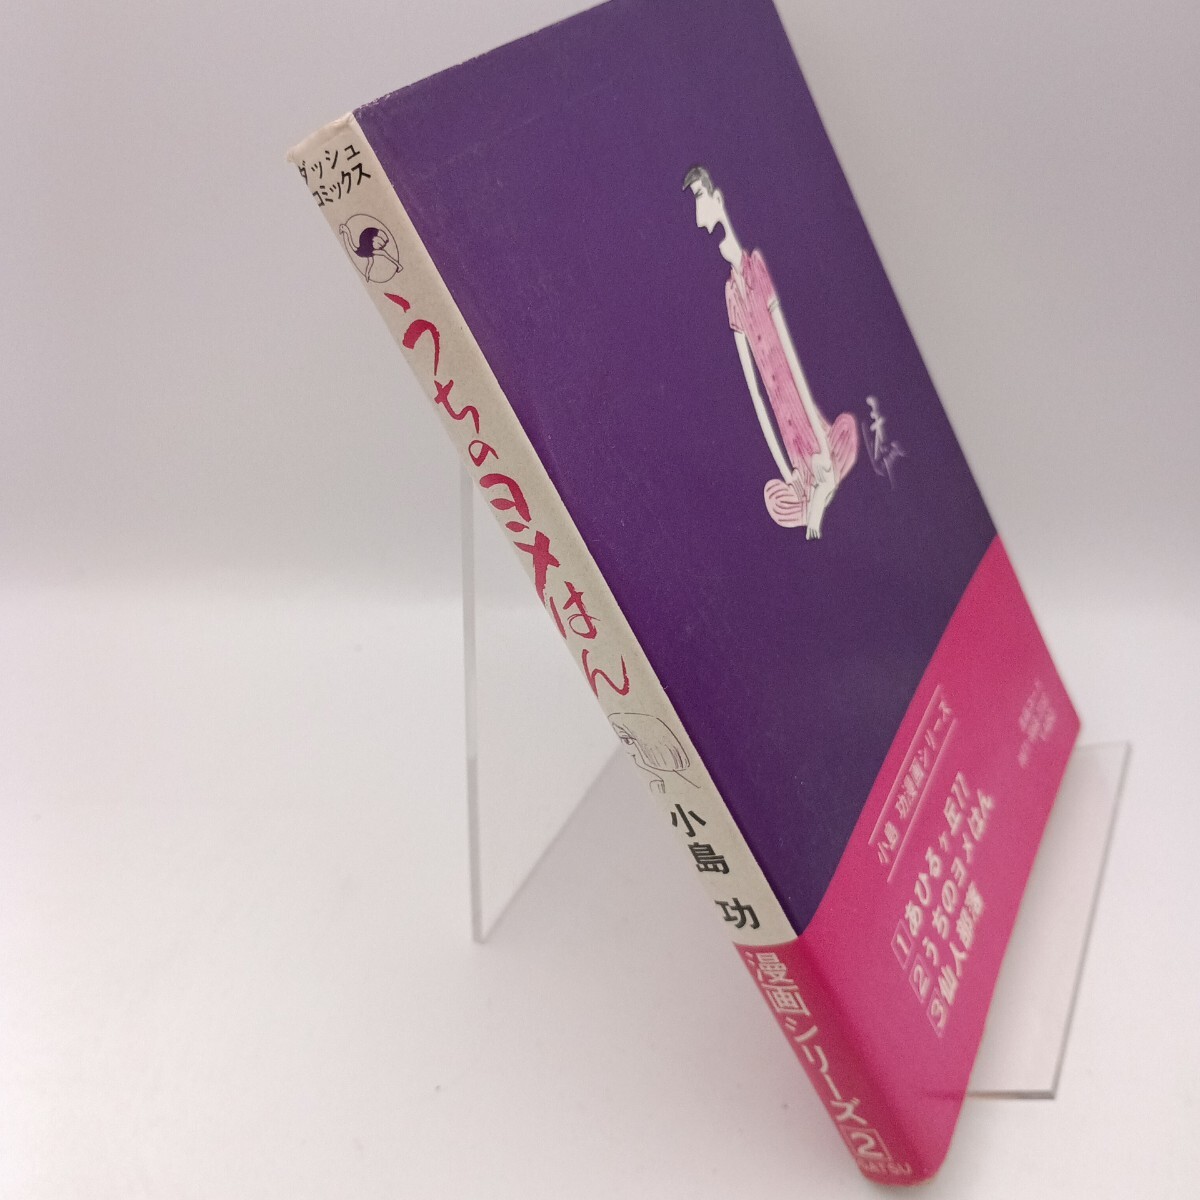 ダッシュ
コミックス
うちのヨメはん
小島 功
漫画シリーズ2
小島 功漫画シリーズ
1あひるヶ丘77
2うちのヨメはん
3仙人部落